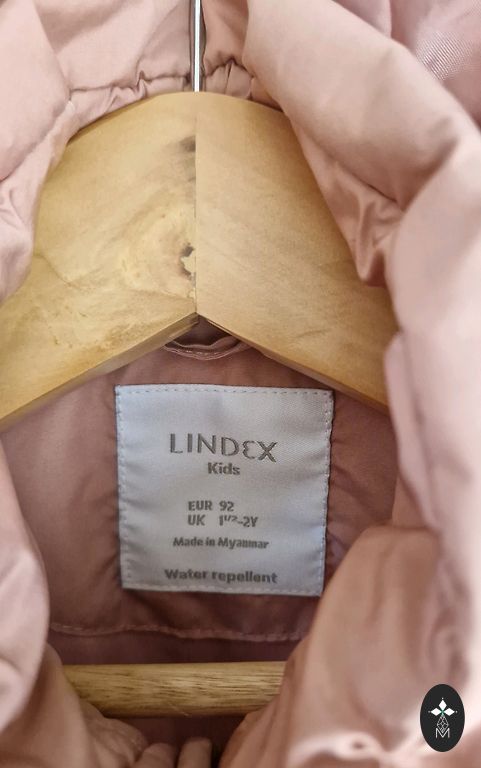 LINDEX
Kids
EUR 92
UK 1½-2Y
Made in Myanmar
Water repellent